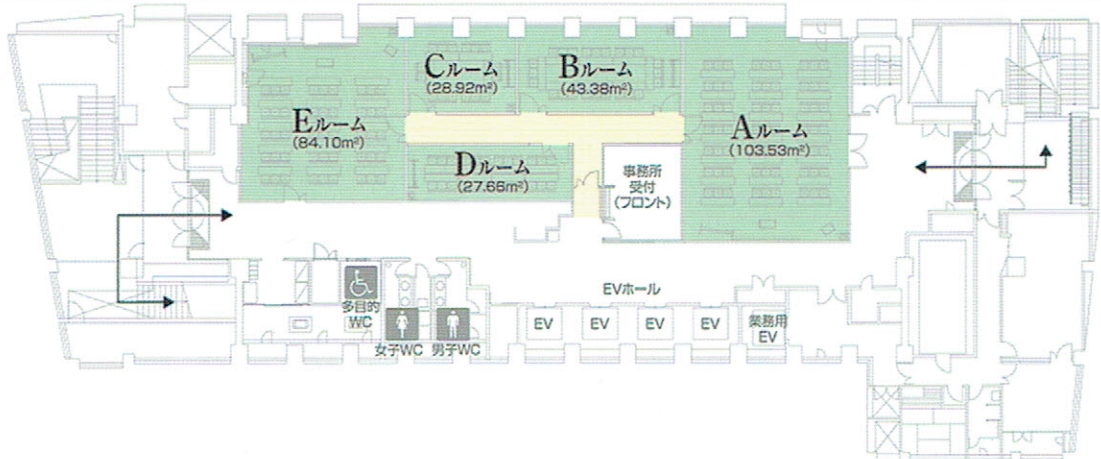 Cルーム
(28.92m²)
Bルーム
(43.38m²)
Eルーム
(84.10m²)
Aルーム
(103.53m²)
Dルーム
(27.66m²)
事務所
受付
(フロント)
EVホール
多目的
WC
女子WC
男子WC
EV
EV
EV
EV
業務用
EV